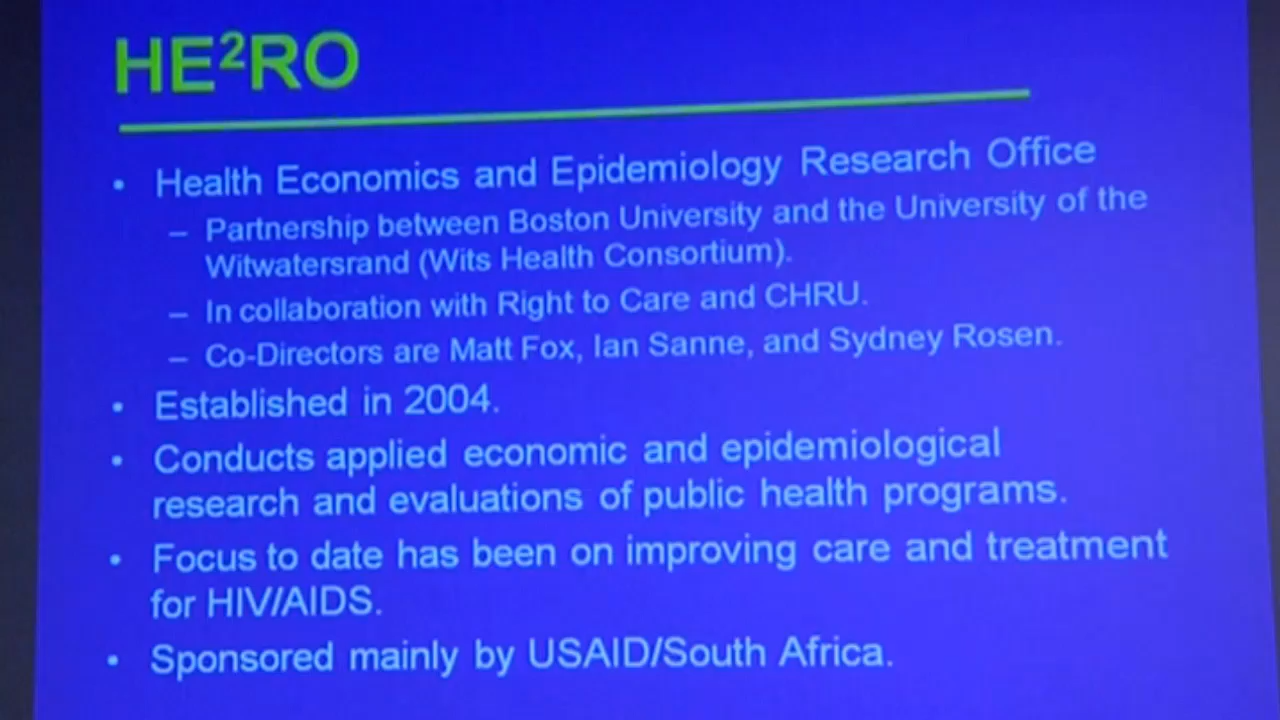 HE²RO
• Health Economics and Epidemiology Research Office
– Partnership between Boston University and the University of the
Witwatersrand (Wits Health Consortium).
– In collaboration with Right to Care and CHRU.
– Co-Directors are Matt Fox, Ian Sanne, and Sydney Rosen.
• Established in 2004.
• Conducts applied economic and epidemiological
research and evaluations of public health programs.
• Focus to date has been on improving care and treatment
for HIV/AIDS.
• Sponsored mainly by USAID/South Africa.